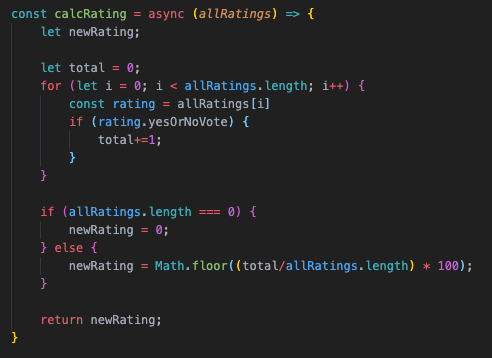 const calcRating = async (allRatings) => {
    let newRating;

    let total = 0;
    for (let i = 0; i < allRatings.length; i++) {
        const rating = allRatings[i]
        if (rating.yesOrNoVote) {
            total+=1;
        }
    }

    if (allRatings.length === 0) {
        newRating = 0;
    } else {
        newRating = Math.floor((total/allRatings.length) * 100);
    }

    return newRating;
}